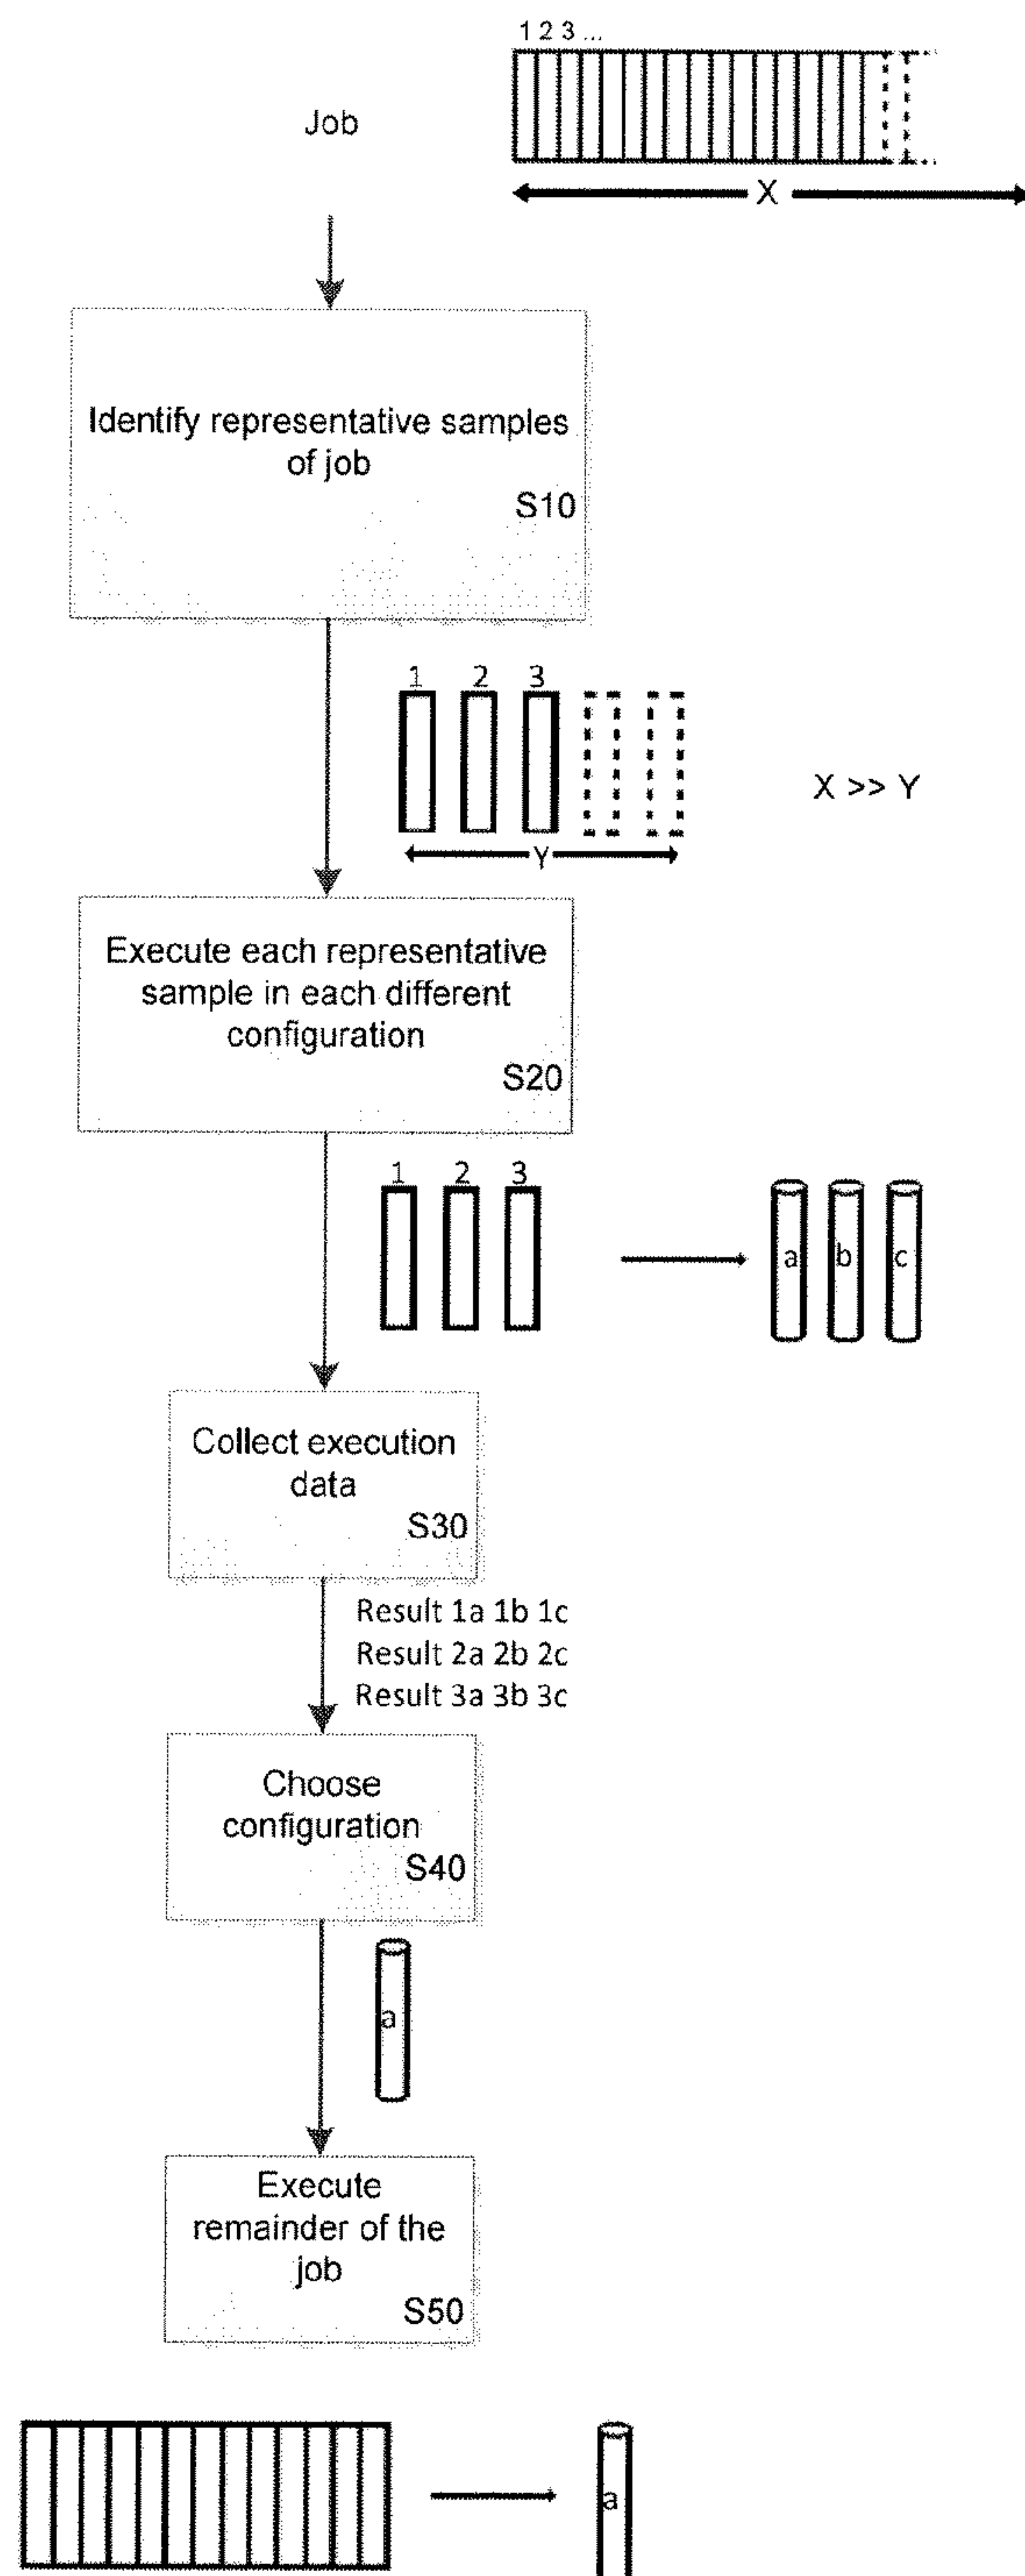 1 2 3 ...
Job
X
Identify representative samples
of job
S10
1 2 3
X >> Y
Y
Execute each representative
sample in each different
configuration
S20
1 2 3
a b c
Collect execution
data
S30
Result 1a 1b 1c
Result 2a 2b 2c
Result 3a 3b 3c
Choose
configuration
S40
a
Execute
remainder of the
job
S50
a